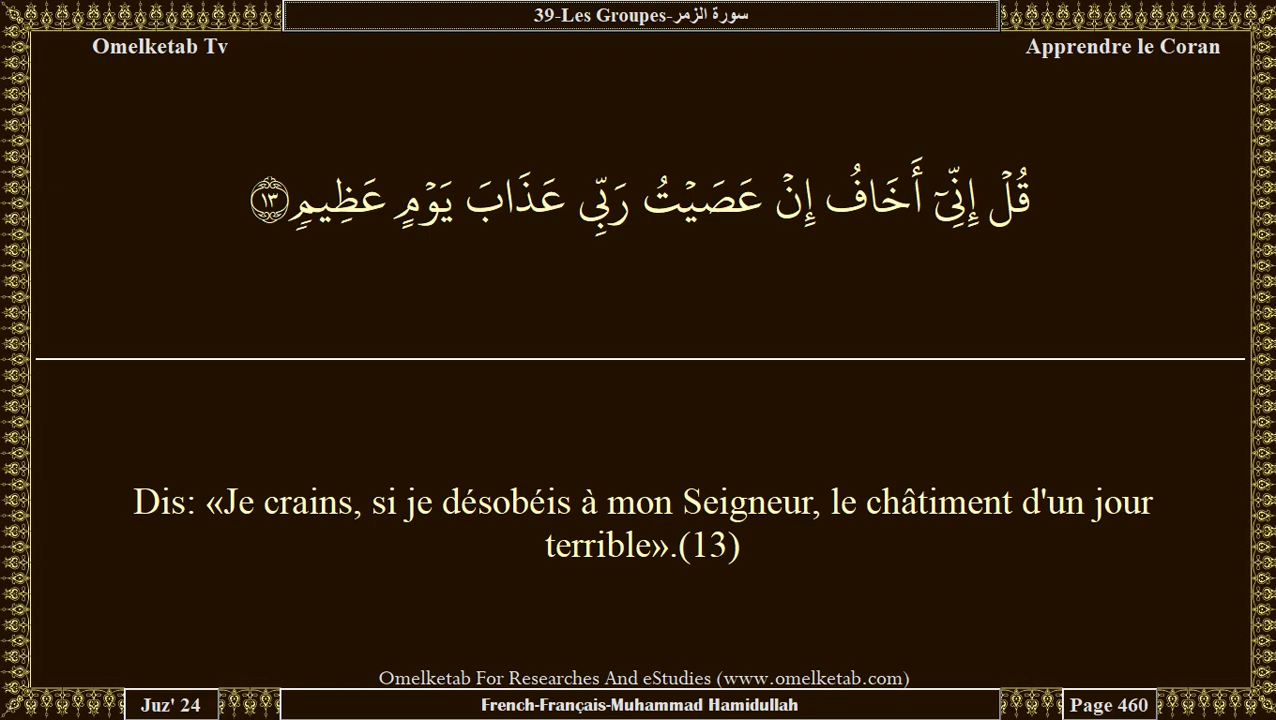 39-Les Groupes-سورة الزمر
Omelketab Tv
Apprendre le Coran
قُلۡ إِنِّيٓ أَخَافُ إِنۡ عَصَيۡتُ رَبِّي عَذَابَ يَوۡمٍ عَظِيمٖ ١٣
Dis: «Je crains, si je désobéis à mon Seigneur, le châtiment d'un jour
terrible».(13)
Omelketab For Researches And eStudies (www.omelketab.com)
Juz' 24
French-Français-Muhammad Hamidullah
Page 460